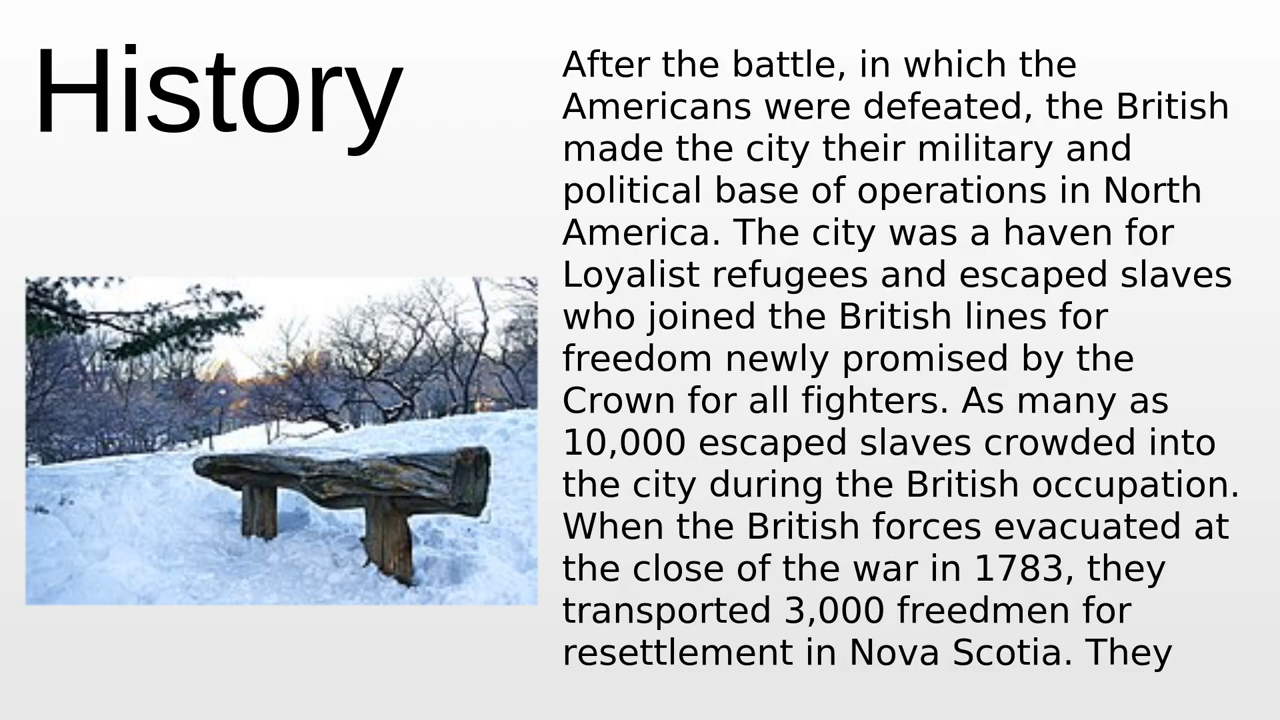 History
After the battle, in which the
Americans were defeated, the British
made the city their military and
political base of operations in North
America. The city was a haven for
Loyalist refugees and escaped slaves
who joined the British lines for
freedom newly promised by the
Crown for all fighters. As many as
10,000 escaped slaves crowded into
the city during the British occupation.
When the British forces evacuated at
the close of the war in 1783, they
transported 3,000 freedmen for
resettlement in Nova Scotia. They